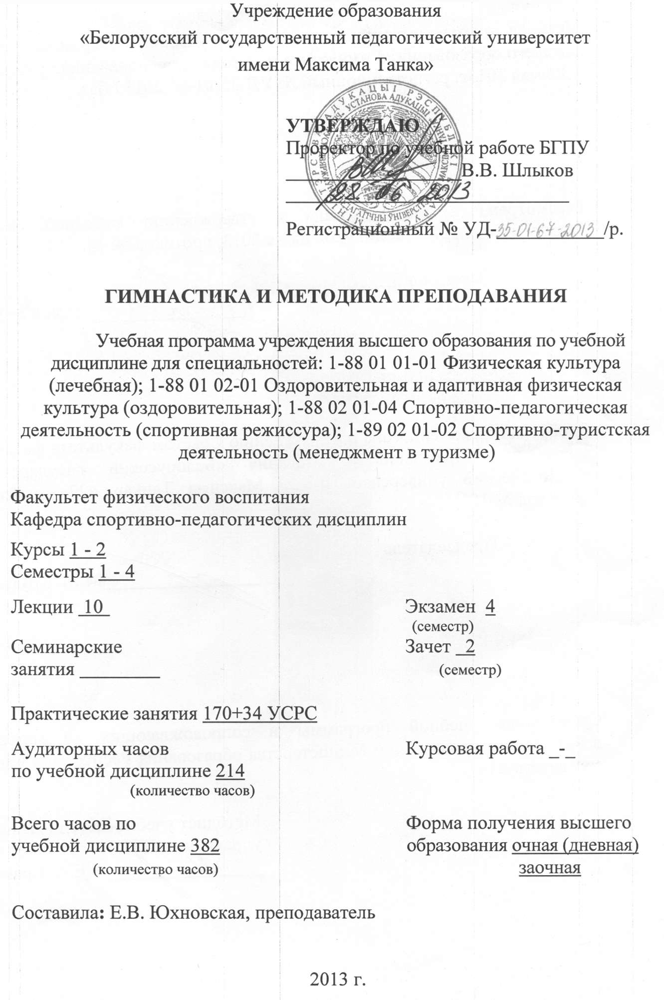 Учреждение образования
«Белорусский государственный педагогический университет
имени Максима Танка»
УТВЕРЖДАЮ
Проректор по учебной работе БГПУ
В.В. Шлыков
28. 06 2013
Регистрационный № УД-35-01-67-2013/р.
ГИМНАСТИКА И МЕТОДИКА ПРЕПОДАВАНИЯ
Учебная программа учреждения высшего образования по учебной
дисциплине для специальностей: 1-88 01 01-01 Физическая культура
(лечебная); 1-88 01 02-01 Оздоровительная и адаптивная физическая
культура (оздоровительная); 1-88 02 01-04 Спортивно-педагогическая
деятельность (спортивная режиссура); 1-89 02 01-02 Спортивно-туристская
деятельность (менеджмент в туризме)
Факультет физического воспитания
Кафедра спортивно-педагогических дисциплин
Курсы 1 - 2
Семестры 1 - 4
Лекции 10
Экзамен 4
(семестр)
Семинарские
занятия ________
Зачет 2
(семестр)
Практические занятия 170+34 УСРС
Аудиторных часов
по учебной дисциплине 214
(количество часов)
Курсовая работа _-_
Всего часов по
учебной дисциплине 382
(количество часов)
Форма получения высшего
образования очная (дневная)
заочная
Составила: Е.В. Юхновская, преподаватель
2013 г.